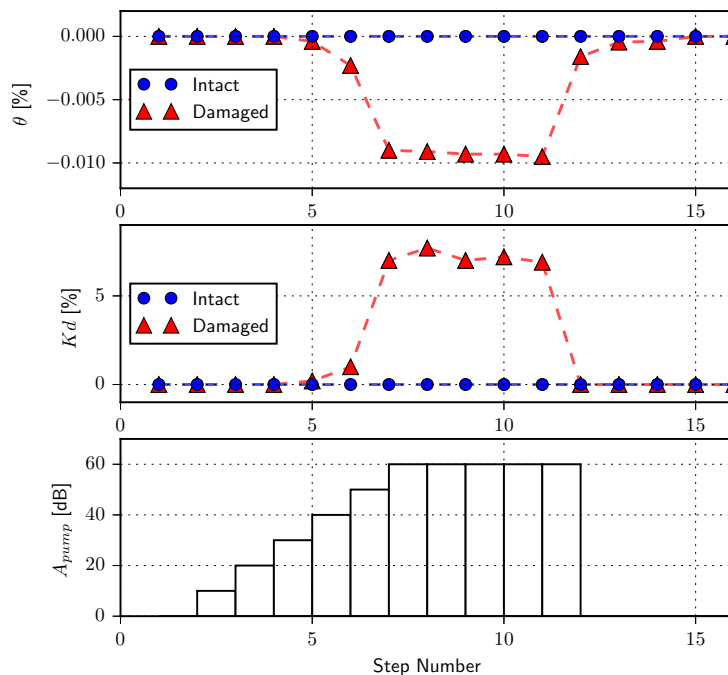 0.000
−0.005
−0.010
θ [%]
Intact
Damaged
0 5 10 15
5
0
Kd [%]
Intact
Damaged
0 5 10 15
60
40
20
0
A_pump [dB]
0 5 10 15
Step Number